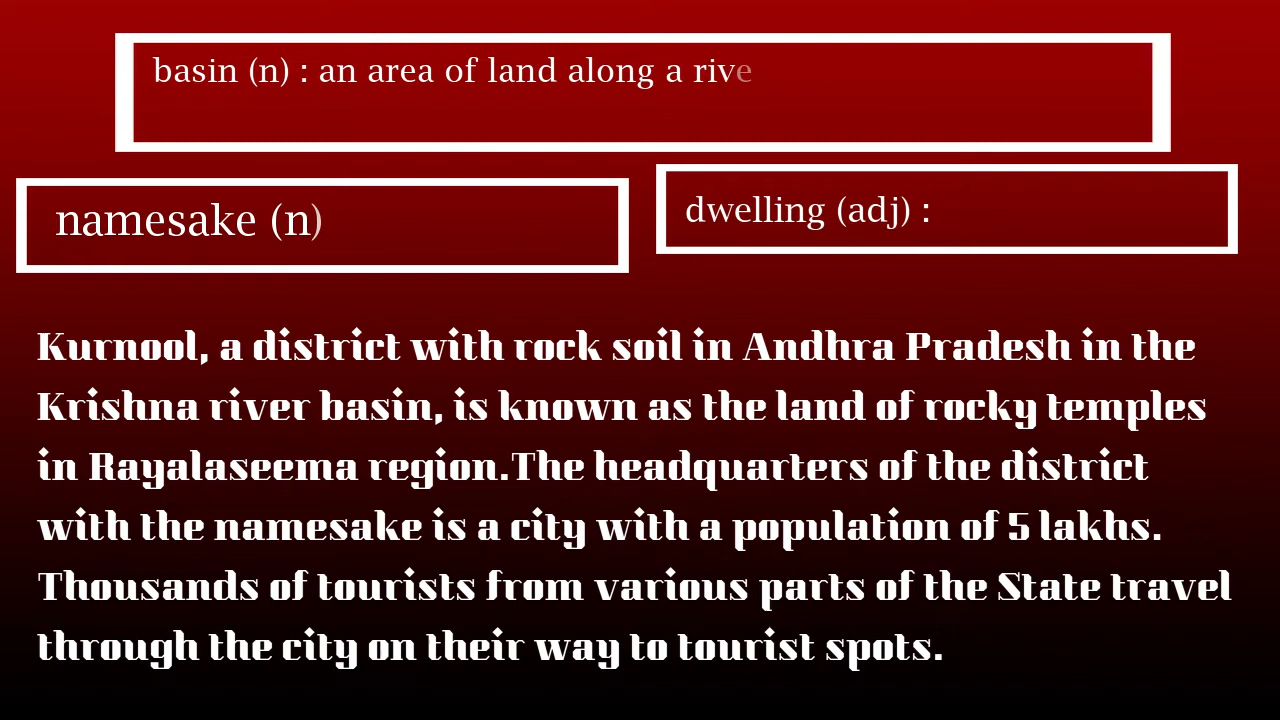 basin (n) : an area of land along a rive
namesake (n)
dwelling (adj) :
Kurnool, a district with rock soil in Andhra Pradesh in the
Krishna river basin, is known as the land of rocky temples
in Rayalaseema region.The headquarters of the district
with the namesake is a city with a population of 5 lakhs.
Thousands of tourists from various parts of the State travel
through the city on their way to tourist spots.